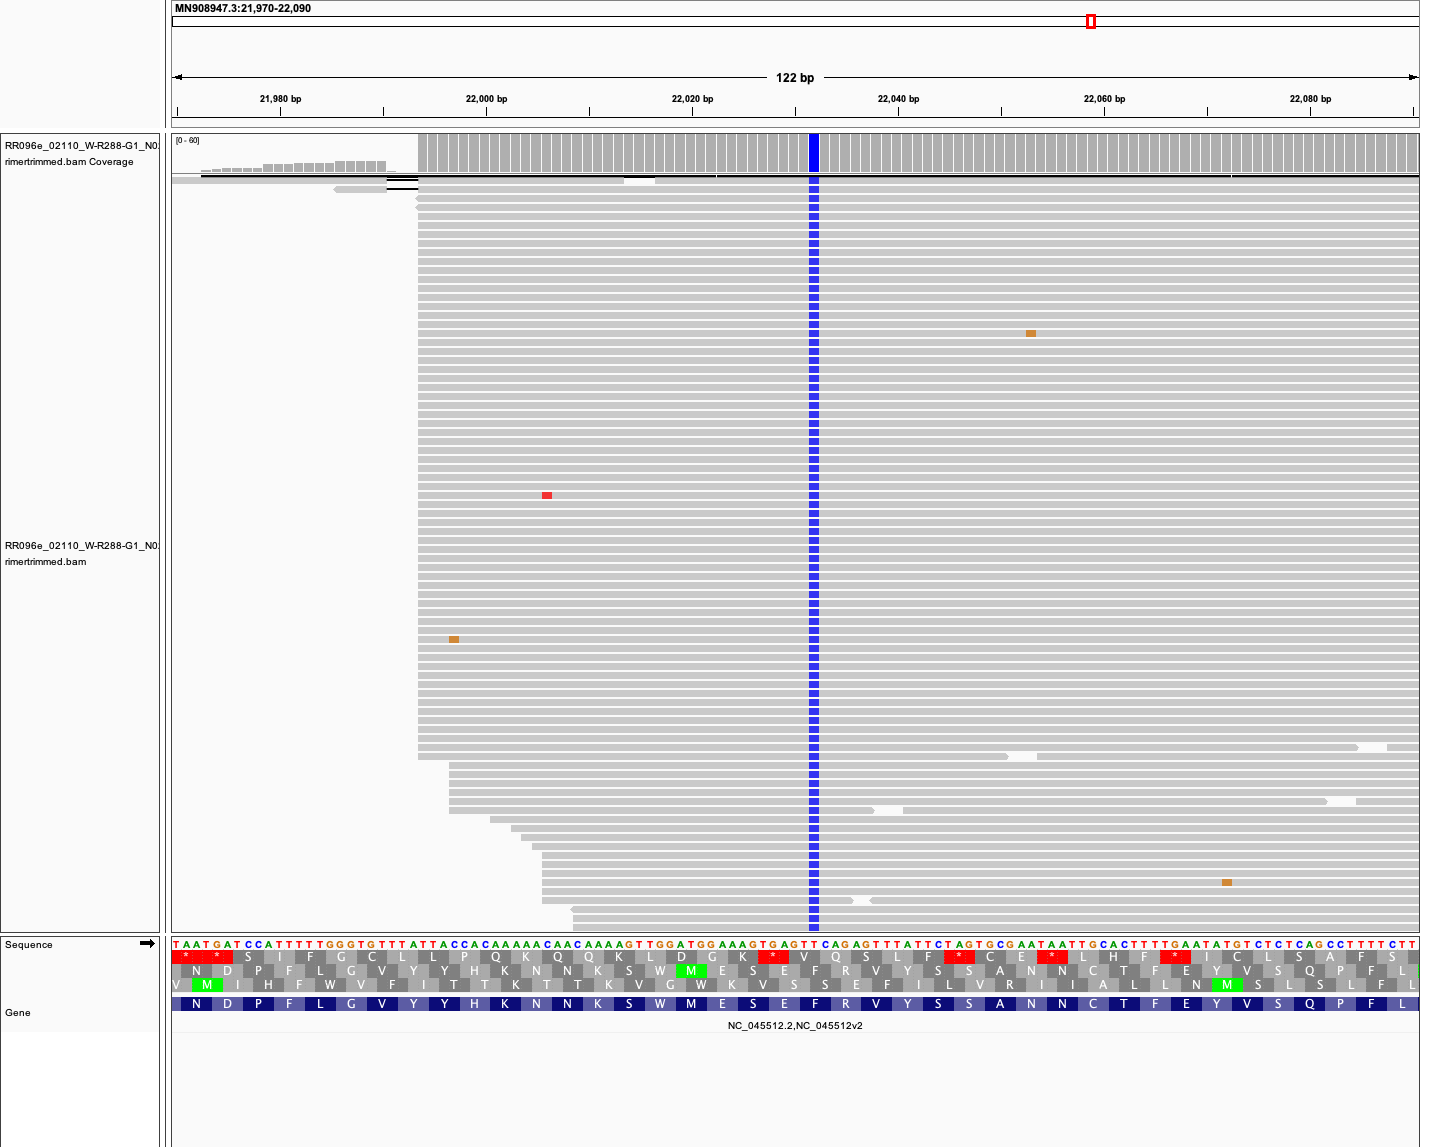 MN908947.3:21,970-22,090
122 bp
21,980 bp 22,000 bp 22,020 bp 22,040 bp 22,060 bp 22,080 bp
RR096e_02110_W-R288-G1_N0
rimertrimmed.bam Coverage
[0 - 60]
RR096e_02110_W-R288-G1_N0
rimertrimmed.bam
Sequence
TAATGATCCATTTTTGGGTGTTTATTACCACAAAAACAACAAAAGTTGGATGGAAAGTGAGTTCAGAGTTTATTCTAGTGCGAATAATTGCACTTTTGAATATGTCTCTCAGCCTTTTCTT
* * S I F G C L L P Q K Q Q K L D G K * V Q S L F * C E * L H F * I C L S A F S
N D P F L G V Y Y H K N N K S W M E S E F R V Y S S A N N C T F E Y V S Q P F L
V M I H F W V F I T T K T T K V G W K V S S E F I L V R I I A L L N M S L S L F L
Gene
N D P F L G V Y Y H K N N K S W M E S E F R V Y S S A N N C T F E Y V S Q P F L
NC_045512.2,NC_045512v2